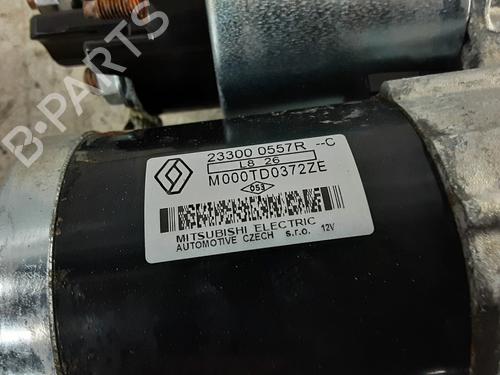 23300 0557R --C
L8 26
M000TD0372ZE
053
MITSUBISHI ELECTRIC
AUTOMOTIVE CZECH s.r.o. 12V
B-PARTS